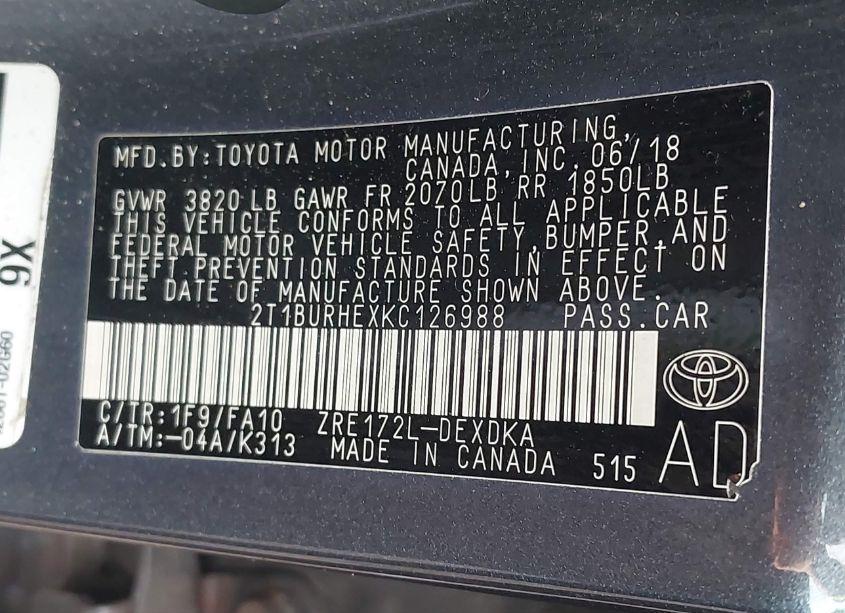 MFD. BY: TOYOTA MOTOR MANUFACTURING,
CANADA, INC. 06/18
GVWR 3820 LB GAWR FR 2070LB RR 1850LB
THIS VEHICLE CONFORMS TO ALL APPLICABLE
FEDERAL MOTOR VEHICLE SAFETY, BUMPER, AND
THEFT PREVENTION STANDARDS IN EFFECT ON
THE DATE OF MANUFACTURE SHOWN ABOVE.
2T1BURHEXKC126988 PASS. CAR
C/TR: 1F9/FA10 ZRE172L-DEXDKA
A/TM: -04A/K313 MADE IN CANADA 515 AD
9X